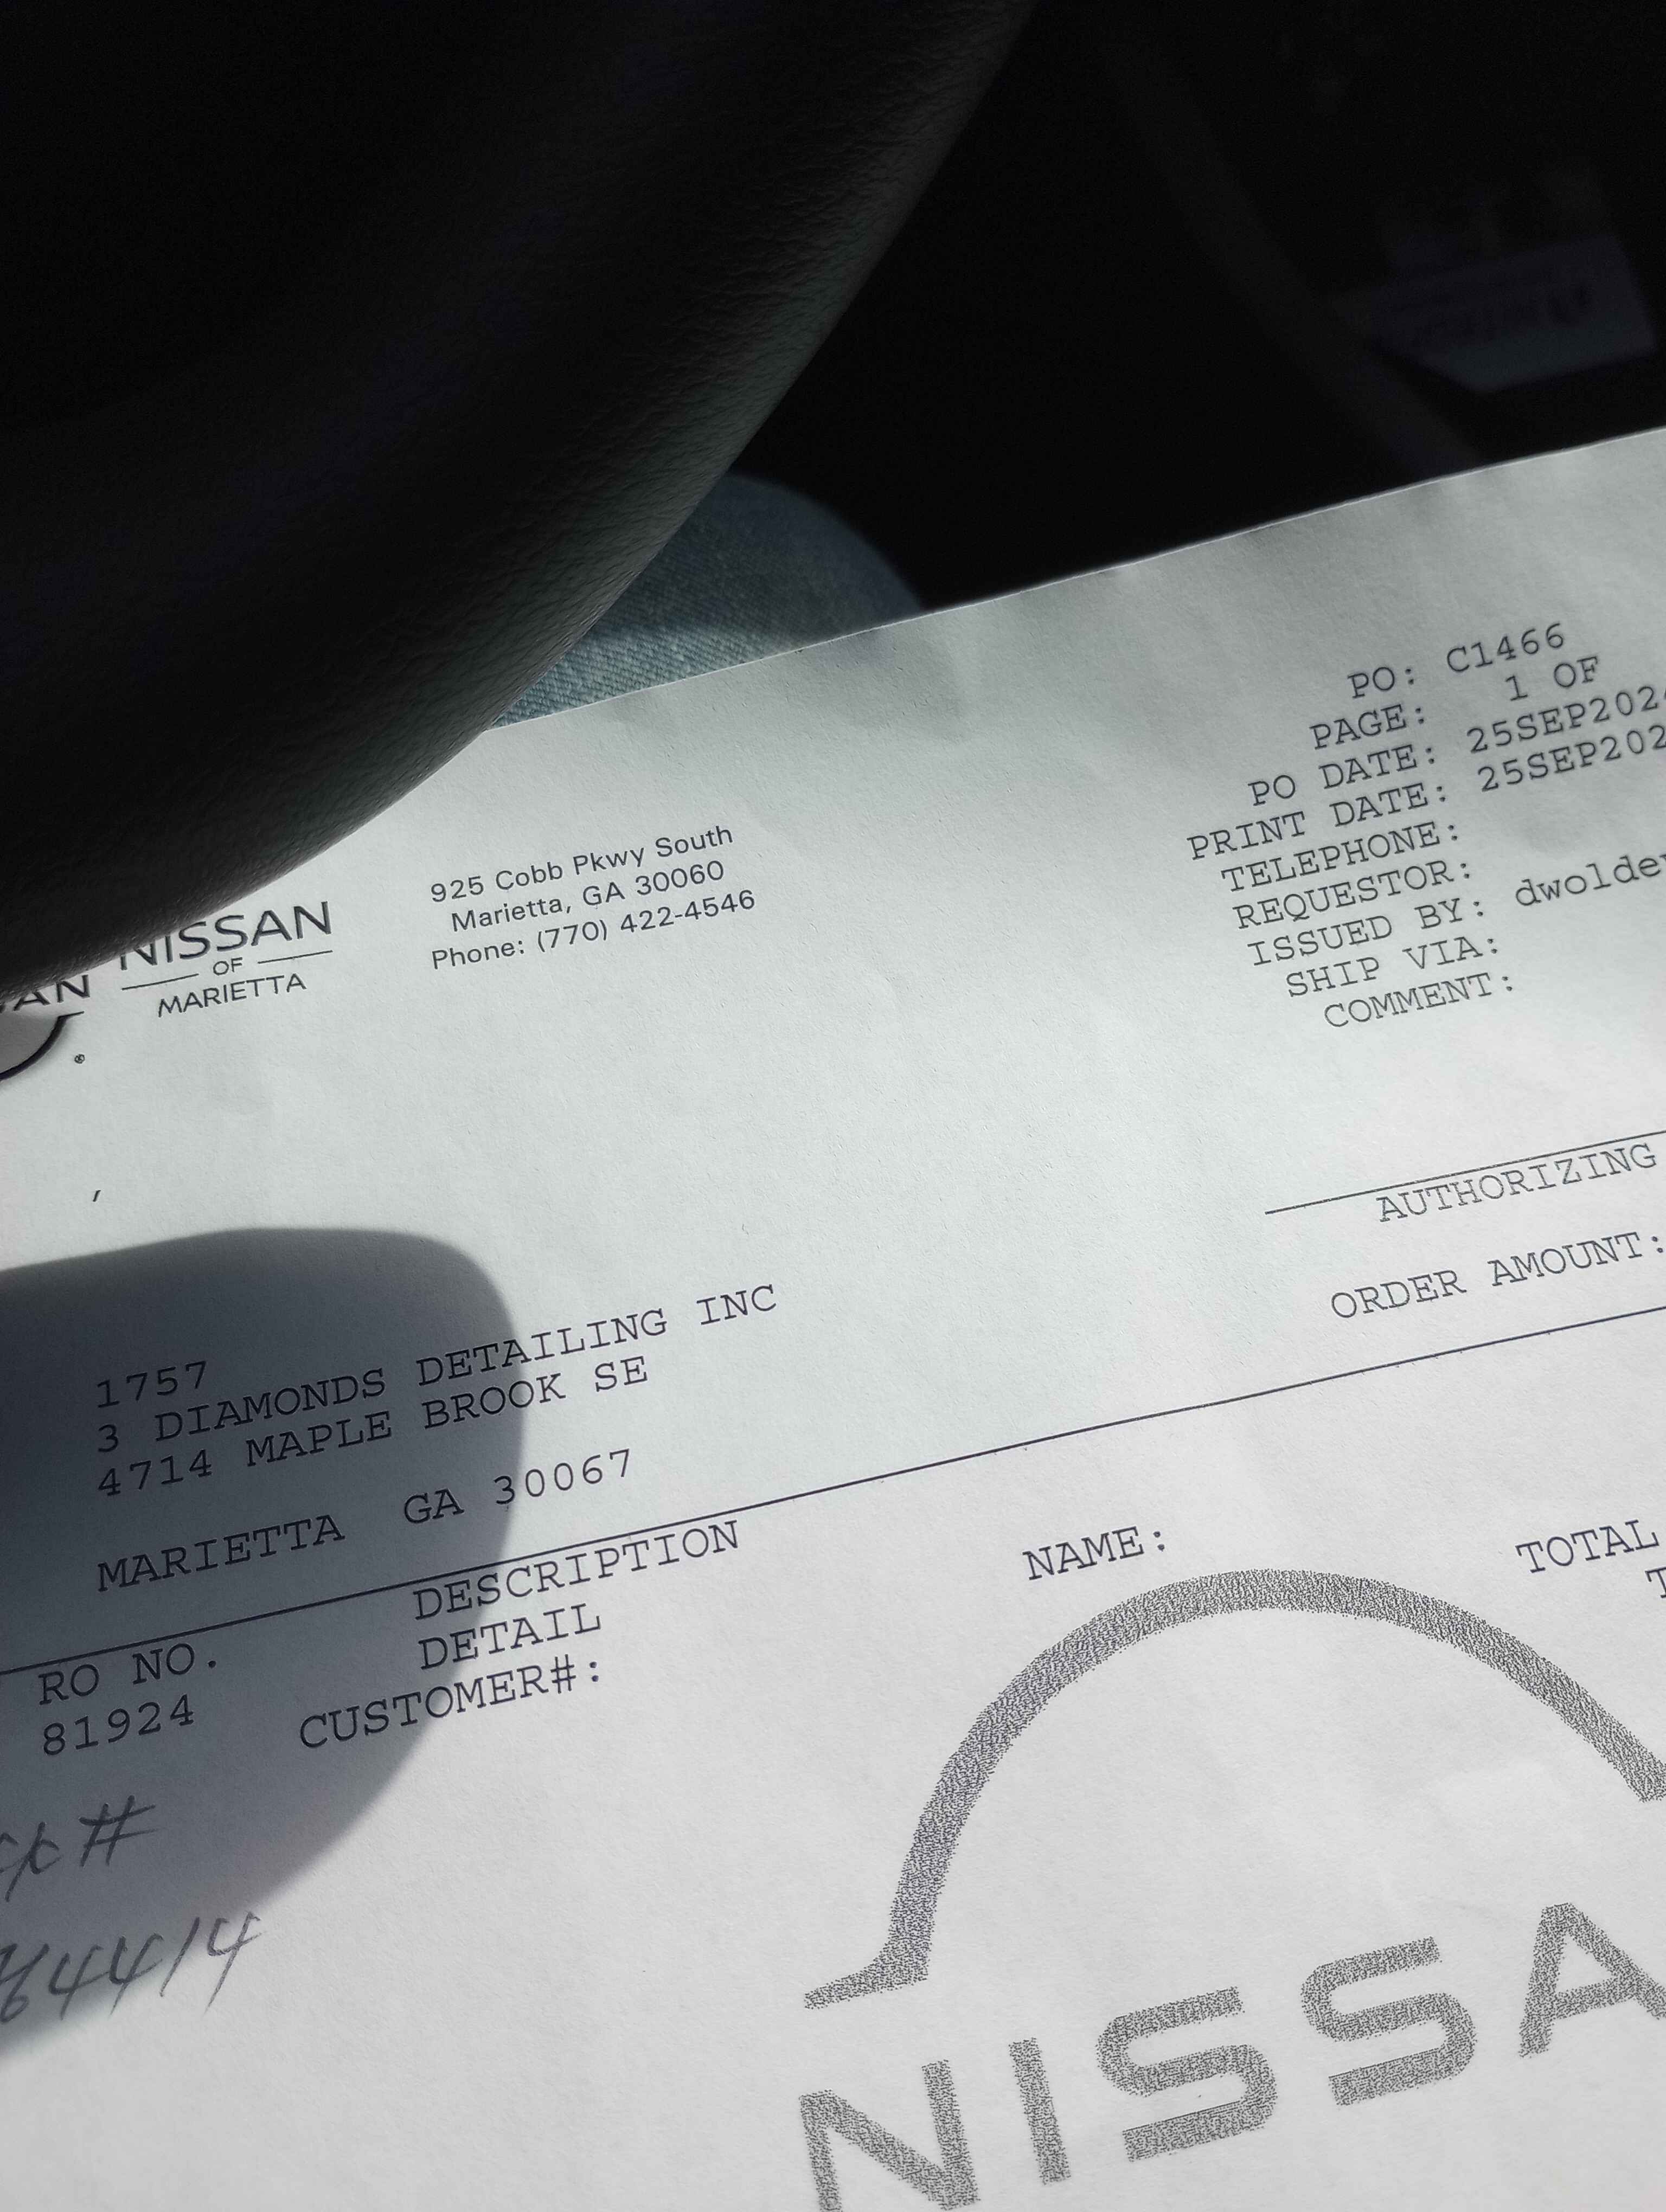 NISSAN
OF
MARIETTA
®
925 Cobb Pkwy South
Marietta, GA 30060
Phone: (770) 422-4546
PO: C1466
PAGE: 1 OF
PO DATE: 25SEP202
PRINT DATE: 25SEP202
TELEPHONE:
REQUESTOR:
ISSUED BY: dwolde
SHIP VIA:
COMMENT:
AUTHORIZING
ORDER AMOUNT:
1757
3 DIAMONDS DETAILING INC
4714 MAPLE BROOK SE
MARIETTA GA 30067
RO NO. DESCRIPTION
81924 DETAIL
CUSTOMER#: NAME: TOTAL
#
64414
NISSA